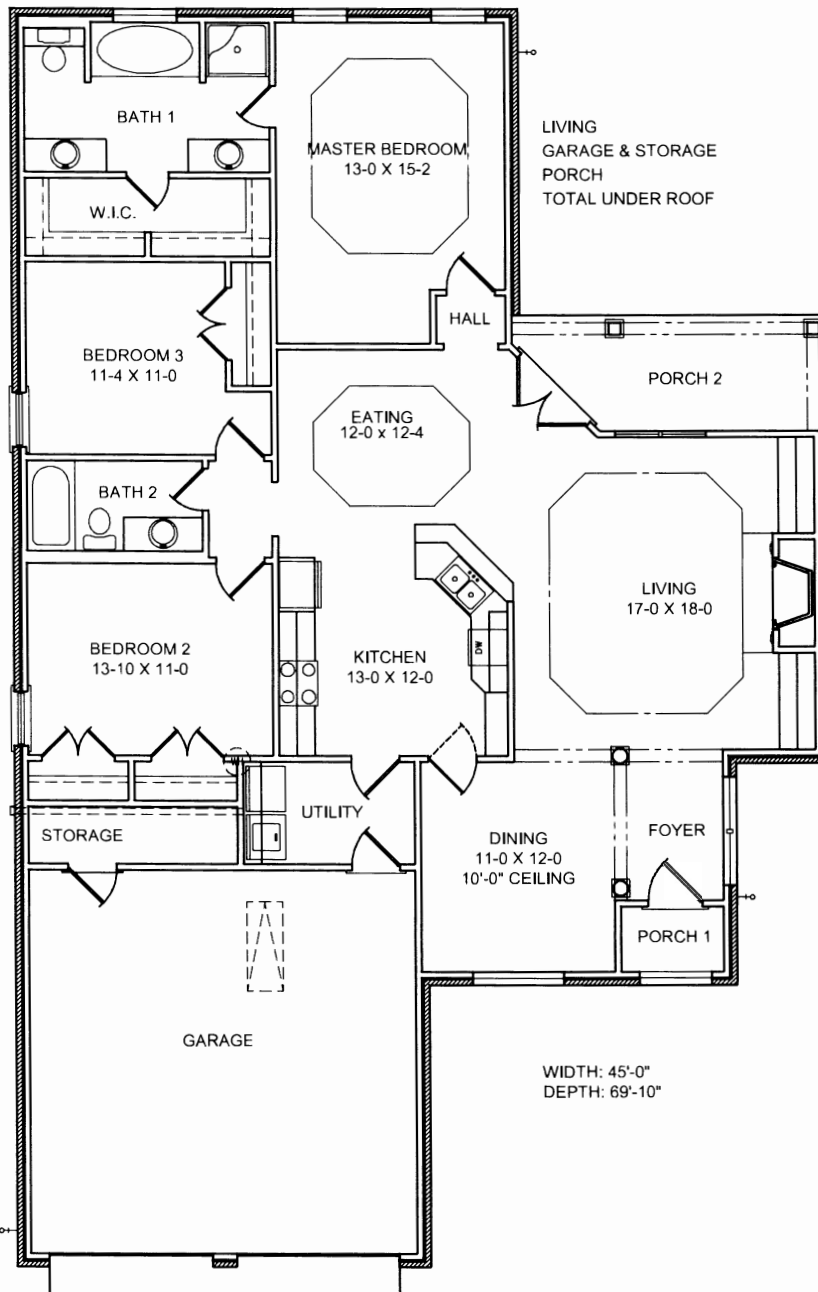 BATH 1
MASTER BEDROOM
13-0 X 15-2
LIVING
GARAGE & STORAGE
PORCH
TOTAL UNDER ROOF
W.I.C.
HALL
BEDROOM 3
11-4 X 11-0
PORCH 2
EATING
12-0 x 12-4
BATH 2
LIVING
17-0 X 18-0
BEDROOM 2
13-10 X 11-0
KITCHEN
13-0 X 12-0
DW
UTILITY
STORAGE
DINING
11-0 X 12-0
10'-0" CEILING
FOYER
PORCH 1
GARAGE
WIDTH: 45'-0"
DEPTH: 69'-10"